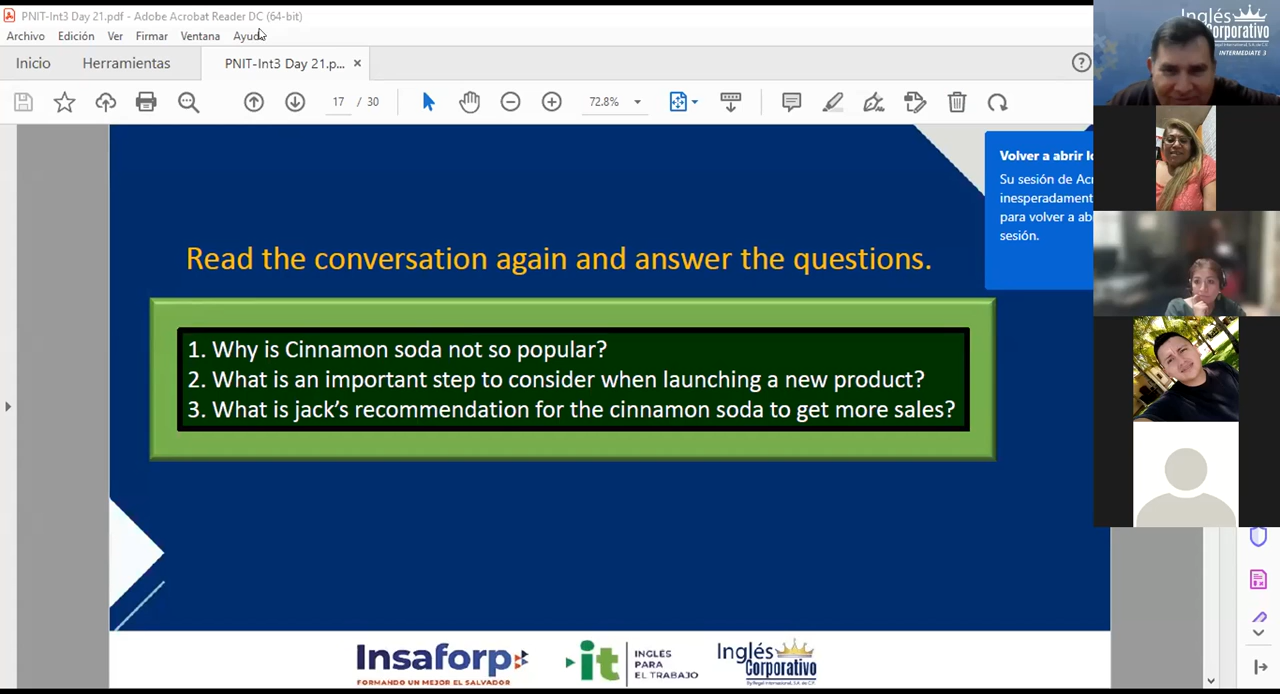 PNIT-Int3 Day 21.pdf - Adobe Acrobat Reader DC (64-bit)
Archivo Edición Ver Firmar Ventana Ayuda
Inicio Herramientas PNIT-Int3 Day 21.p... ×
17 / 30 72.8%
Inglés Corporativo
INTERMEDIATE 3
Volver a abrir
Su sesión de
para volver a
sesión.
Read the conversation again and answer the questions.
1. Why is Cinnamon soda not so popular?
2. What is an important step to consider when launching a new product?
3. What is jack's recommendation for the cinnamon soda to get more sales?
Insaforp
FORMANDO UN MEJOR EL SALVADOR
it
INGLÉS
PARA
EL TRABAJO
Inglés
Corporativo